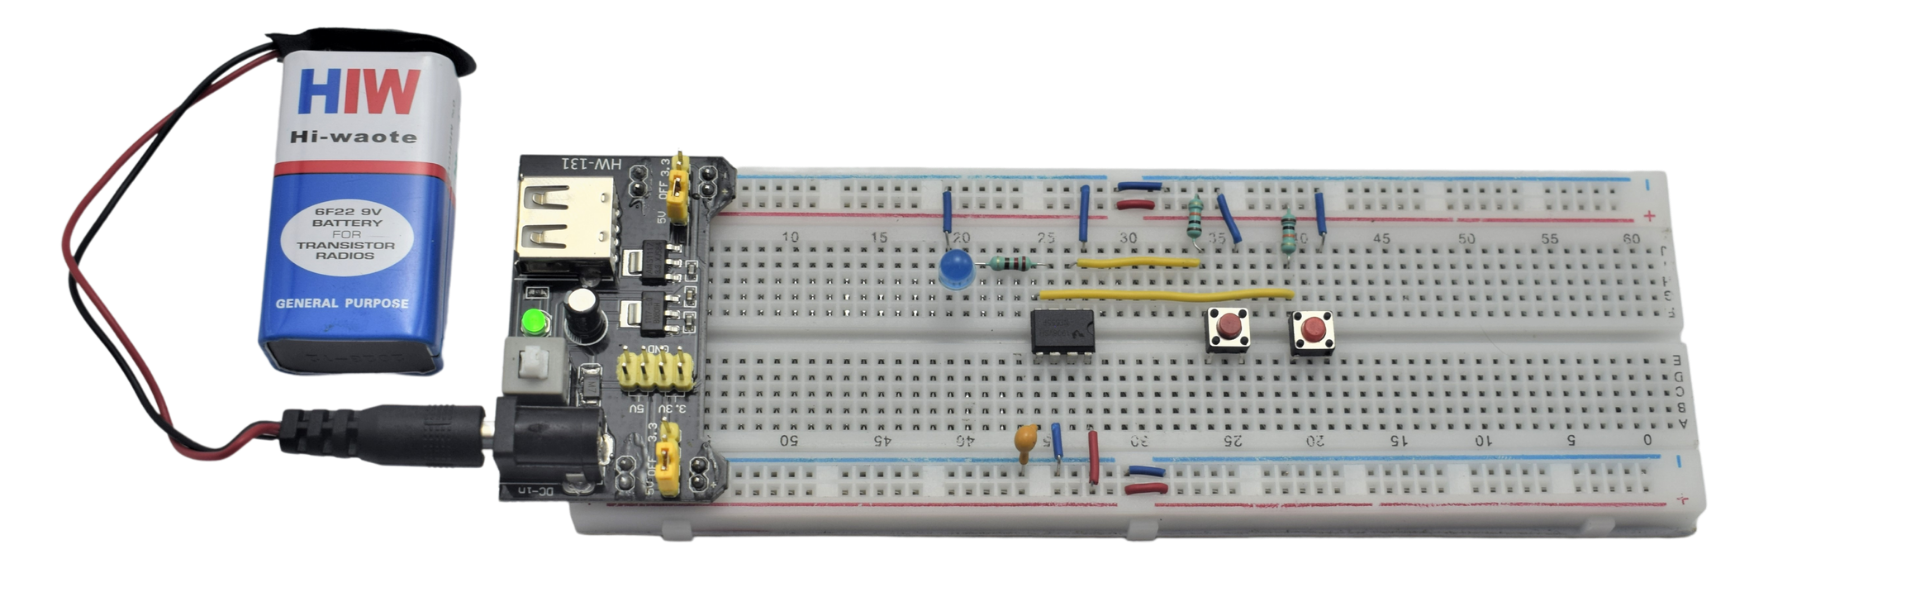 HIW
Hi-waote
6F22 9V
BATTERY
FOR
TRANSISTOR
RADIOS
GENERAL PURPOSE
HW-131
3.3
OFF
5V
GND
5V
3.3V
3.3
OFF
5V
DC-in
- 
+
10 15 20 25 30 35 40 45 50 55 60
J
I
F
E
D
C
B
A
50 45 40 30 25 20 15 10 5 0
-
+